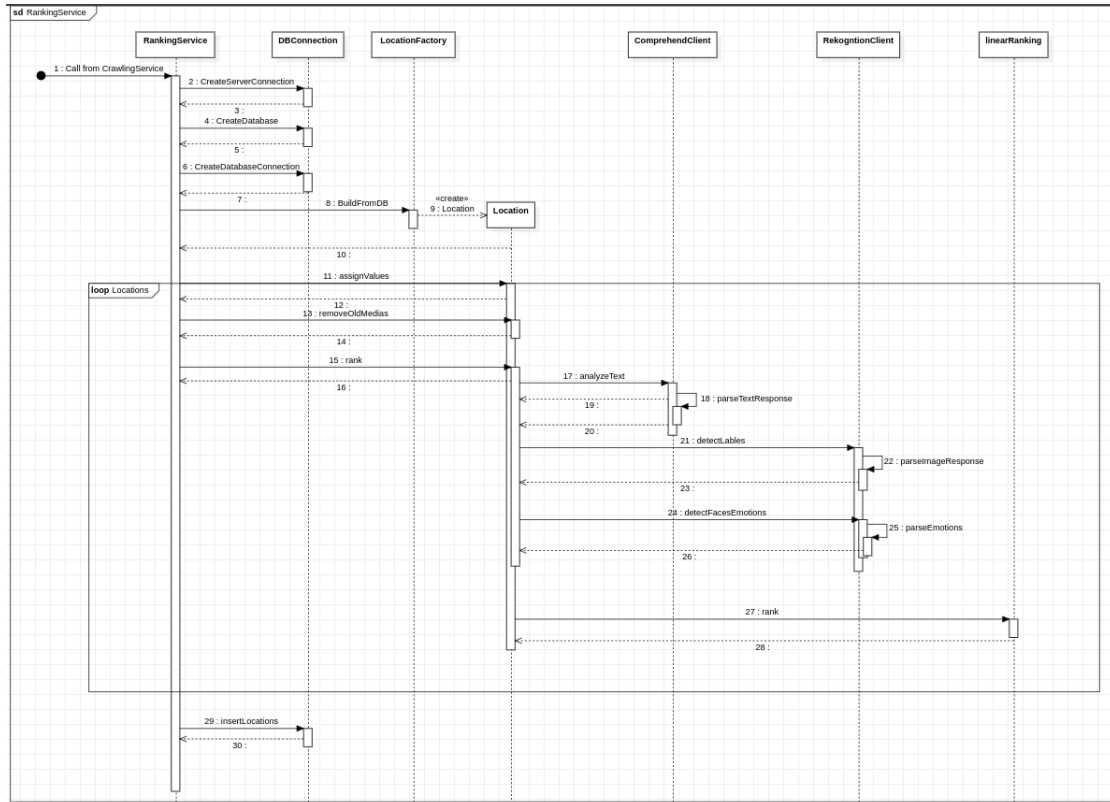 sd RankingService
RankingService
DBConnection
LocationFactory
ComprehendClient
RekogntionClient
linearRanking
1 : Call from CrawlingService
2 : CreateServerConnection
3 :
4 : CreateDatabase
5 :
6 : CreateDatabaseConnection
7 :
8 : BuildFromDB
«create»
9 : Location
Location
10 :
11 : assignValues
loop Locations
12 :
13 : removeOldMedias
14 :
15 : rank
16 :
17 : analyzeText
18 : parseTextResponse
19 :
20 :
21 : detectLables
22 : parseImageResponse
23 :
24 : detectFacesEmotions
25 : parseEmotions
26 :
27 : rank
28 :
29 : insertLocations
30 :